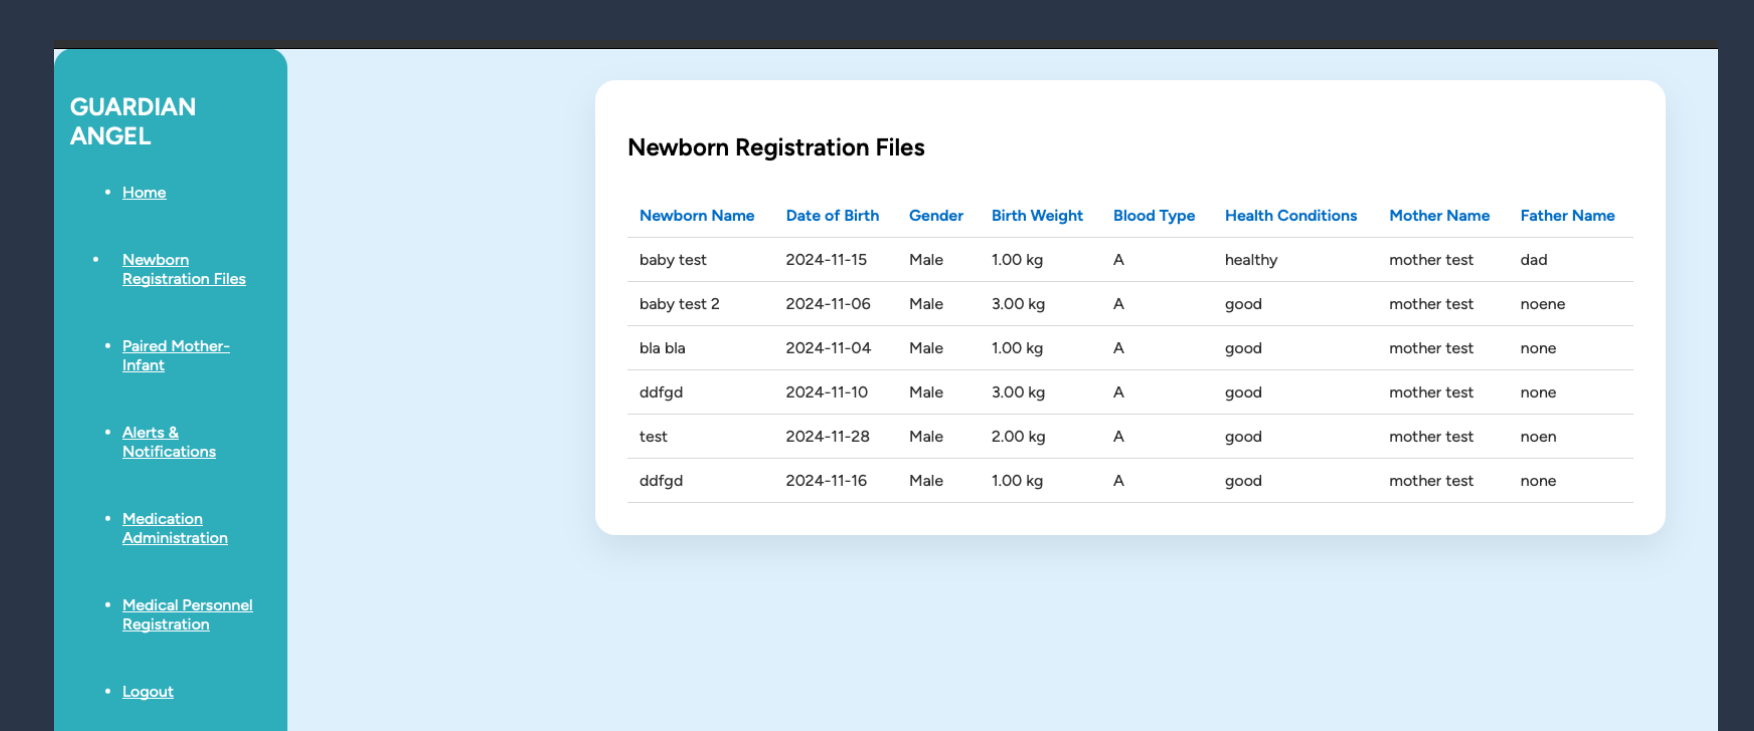 GUARDIAN
ANGEL
Home
Newborn
Registration Files
Paired Mother-
Infant
Alerts &
Notifications
Medication
Administration
Medical Personnel
Registration
Logout
Newborn Registration Files
Newborn Name Date of Birth Gender Birth Weight Blood Type Health Conditions Mother Name Father Name
baby test 2024-11-15 Male 1.00 kg A healthy mother test dad
baby test 2 2024-11-06 Male 3.00 kg A good mother test noene
bla bla 2024-11-04 Male 1.00 kg A good mother test none
ddfgd 2024-11-10 Male 3.00 kg A good mother test none
test 2024-11-28 Male 2.00 kg A good mother test noen
ddfgd 2024-11-16 Male 1.00 kg A good mother test none